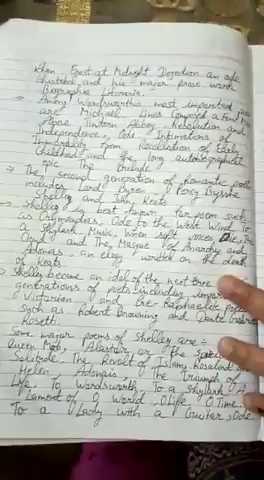 Khan, Frost at Midnight Dejection an ode
Christabel and his major prose work
Biographia Literaria.
→ Among Wordsworth's most important poems
are Michael, Lines Composed a few
Above Tintern Abbey, Resolution and
Independence, Ode Intimations of
Immortality from Recollection of Early
Childhood and the long autobiographical
epic The Prelude.
→ The second generation of Romantic poets
includes Lord Byron, Percy Bysshe
Shelly and John Keats.
→ Shelley is best known for poem such
as Ozymandias, Ode to the West Wind, To
a Skylark, Music, When soft voices Die, The
Cloud and The Masque of Anarchy and
Adonais, an elegy written on the death
of Keats.
→ Shelley become an idol of the next three
generations of poets including important
Victorian and Pre-Raphaelite poets
such as Robert Browning and Dante Gabriel
Rosetti.
Some major poems of Shelley are :-
Queen Mab, Alastor or The Spirit of
Solitude, The Revolt of Islam, Rosalind and
Helen, Adonais, The Triumph of
Life, To Wordsworth, To a Skylark, A
Lament of O World, O Life, O Time.
To a Lady with a Guitar, Ode